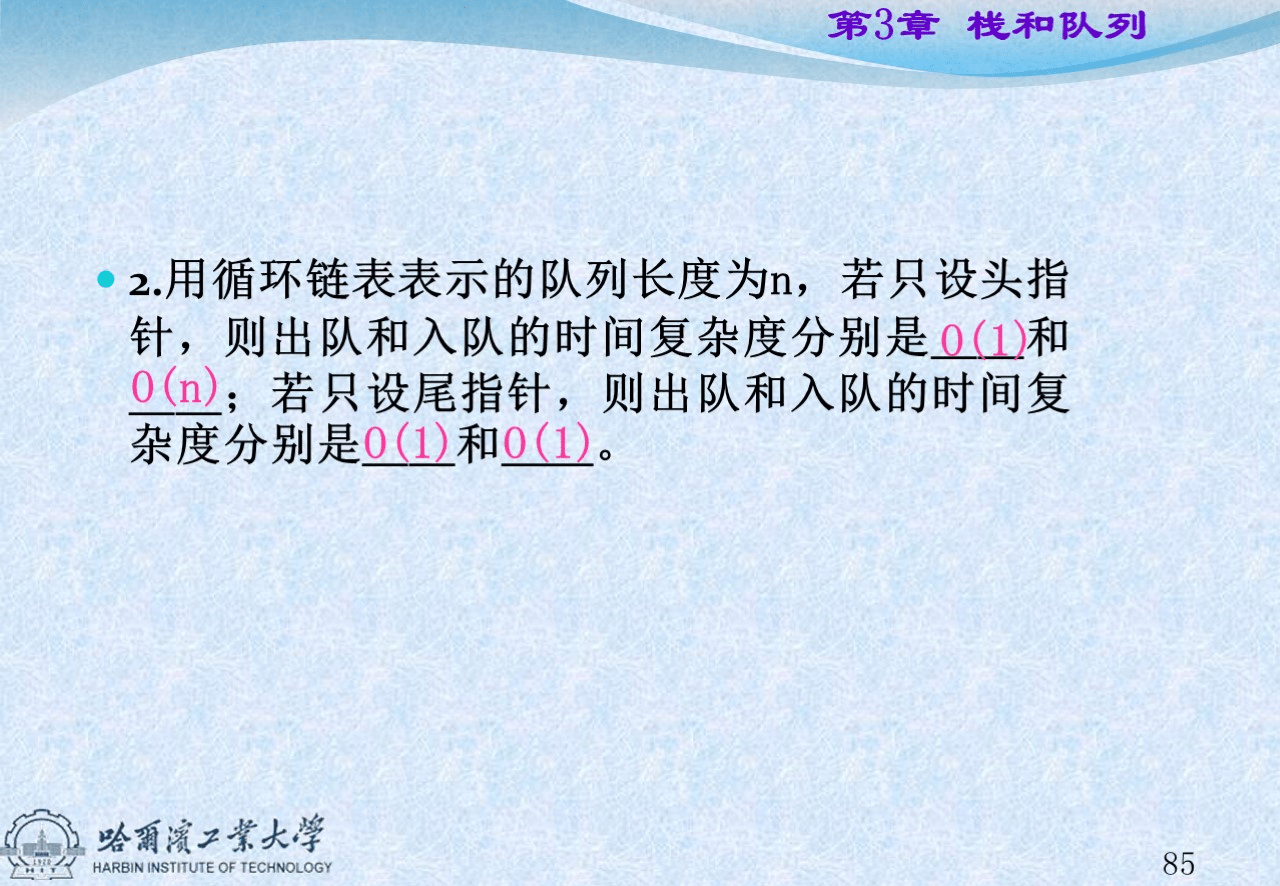 第3章 栈和队列
2.用循环链表表示的队列长度为n，若只设头指
针，则出队和入队的时间复杂度分别是O(1)和
O(n)；若只设尾指针，则出队和入队的时间复
杂度分别是O(1)和O(1)。
1920
HIT
哈爾濱工業大學
HARBIN INSTITUTE OF TECHNOLOGY
85